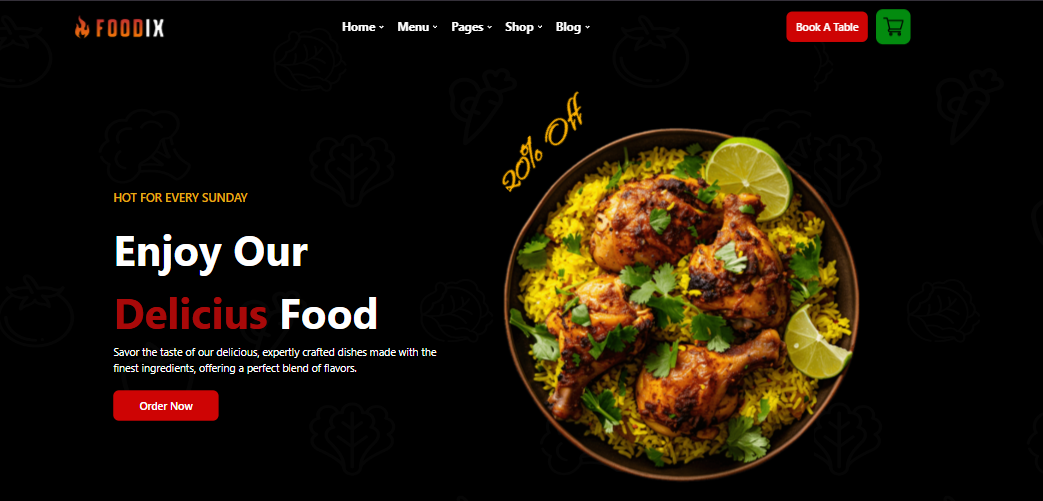 FOODIX
Home
Menu
Pages
Shop
Blog
Book A Table
20% Off
HOT FOR EVERY SUNDAY
Enjoy Our
Delicius Food
Savor the taste of our delicious, expertly crafted dishes made with the
finest ingredients, offering a perfect blend of flavors.
Order Now